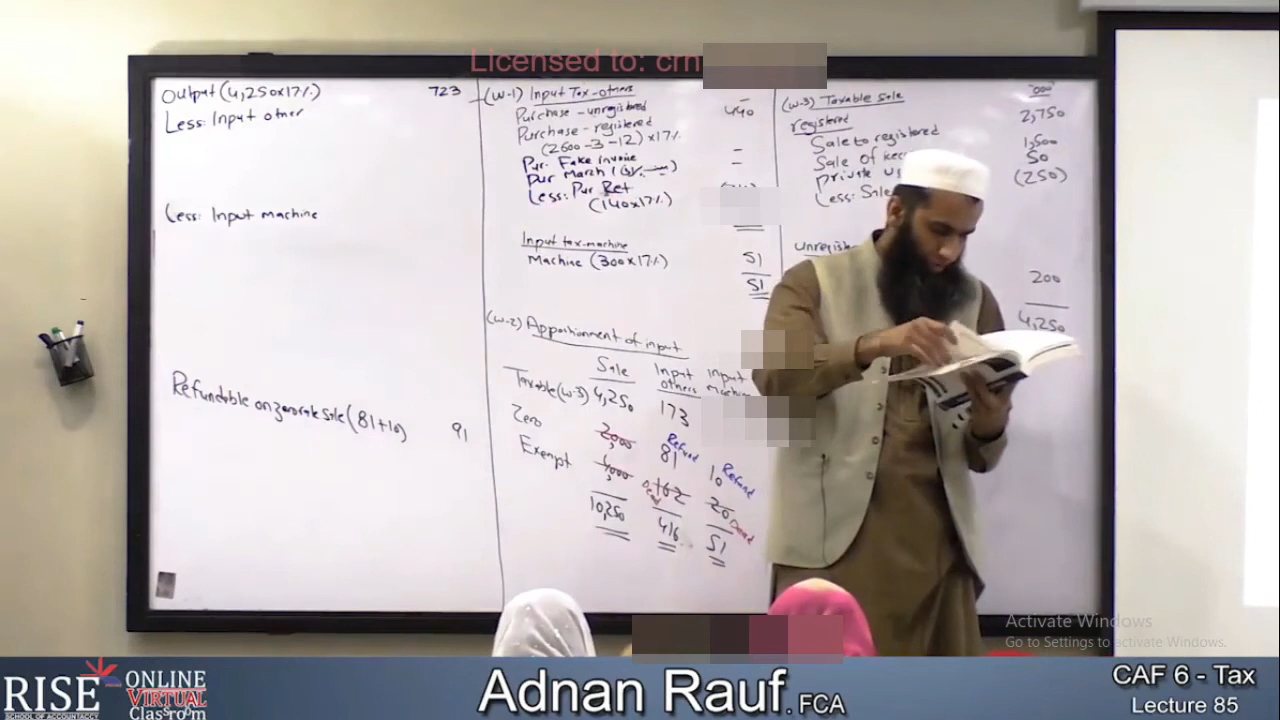 Licensed to: cm
Output (4,250x17%) 723
Less: Input other
Less: Input machine
Refundable on zero rate sale (81+10) 91
(W-1) Input Tax-others
Purchase - unregistered –
Purchase - registered 440
(2600-3-12) x17%
Pur. Fake invoice –
Pur March –
Less: Pur Ret
(140x17%)
Input tax-machine
Machine (300x17%) 51
51
(W-2) Apportionment of input
Sale Input others Input machine
Taxable (W-3) 4,250 173
Zero 2,000 81 Refund 10 Refund
Exempt 4,000 162 20
10,250 416 51
(W-3) Taxable Sale "000"
registered
Sale to registered 2,750
Sale of 1,500
Private 50
Less: Sale (250)
200
4,250
Activate Windows
Go to Settings to activate Windows.
RISE
SCHOOL OF ACCOUNTANCY
ONLINE
VIRTUAL
Classroom
Adnan Rauf. FCA
CAF 6 - Tax
Lecture 85